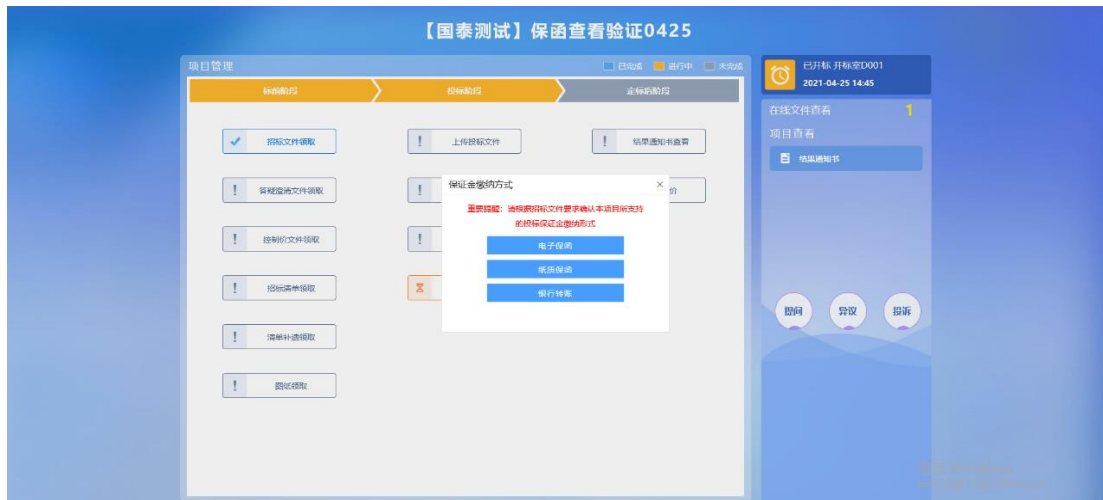 【国泰测试】保函查看验证0425
项目管理
已完成 进行中 未完成
标前阶段
投标阶段
定标后阶段
招标文件领取
答疑澄清文件领取
控制价文件领取
招标清单领取
清单补遗领取
图纸领取
上传投标文件
结果通知书查看
价
保证金缴纳方式
重要提醒：请根据招标文件要求确认本项目所支持
的投标保证金缴纳形式
电子保函
纸质保函
银行转账
已开标 开标室D001
2021-04-25 14:45
在线文件查看
1
项目查看
结果通知书
提问
异议
投诉